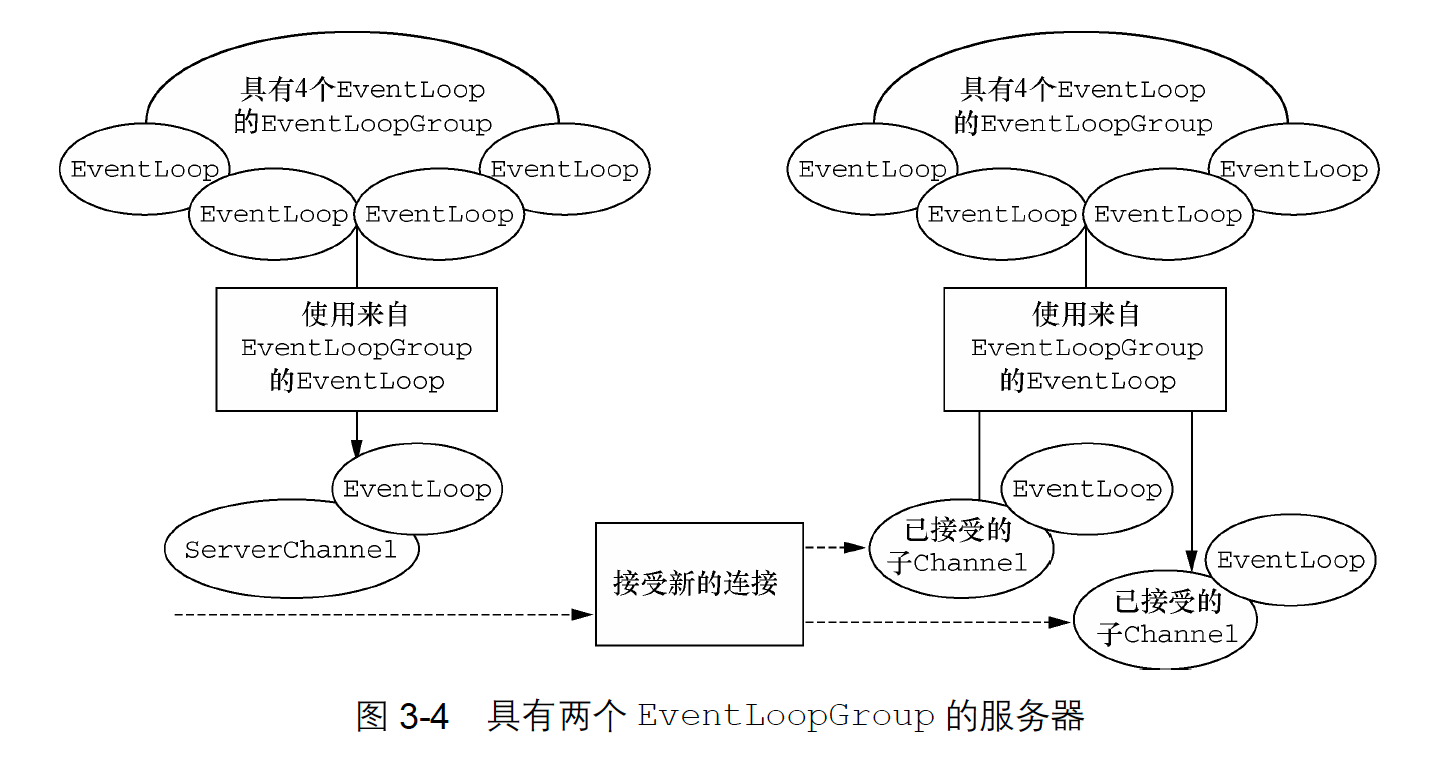 具有4个EventLoop
的EventLoopGroup
EventLoop
EventLoop
EventLoop
EventLoop
使用来自
EventLoopGroup
的EventLoop
EventLoop
ServerChannel
接受新的连接
具有4个EventLoop
的EventLoopGroup
EventLoop
EventLoop
EventLoop
EventLoop
使用来自
EventLoopGroup
的EventLoop
EventLoop
已接受的
子Channel
EventLoop
已接受的
子Channel
图 3-4 具有两个 EventLoopGroup 的服务器